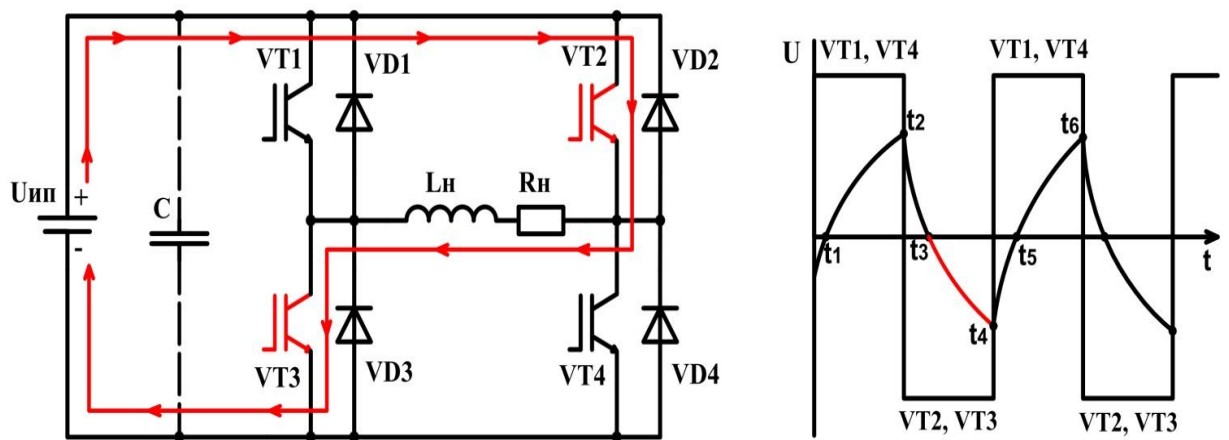 VT1
VD1
VT2
VD2
Uип
+
-
C
Lн
Rн
VT3
VD3
VT4
VD4
U
VT1, VT4
VT1, VT4
t2
t6
t1
t3
t5
t
t4
VT2, VT3
VT2, VT3